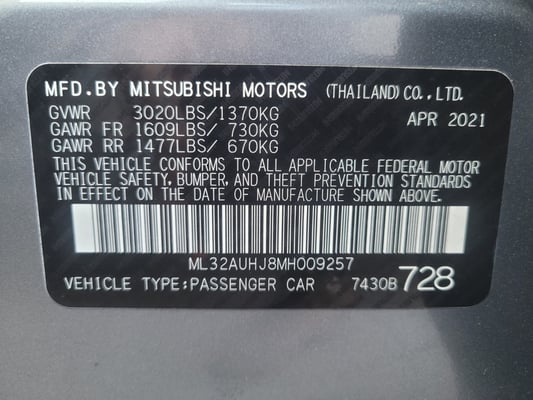 MFD.BY MITSUBISHI MOTORS (THAILAND)CO.,LTD.
GVWR 3020LBS/1370KG APR 2021
GAWR FR 1609LBS/ 730KG
GAWR RR 1477LBS/ 670KG
THIS VEHICLE CONFORMS TO ALL APPLICABLE FEDERAL MOTOR
VEHICLE SAFETY, BUMPER, AND THEFT PREVENTION STANDARDS
IN EFFECT ON THE DATE OF MANUFACTURE SHOWN ABOVE.
ML32AUHJ8MH009257
VEHICLE TYPE:PASSENGER CAR 7430B 728